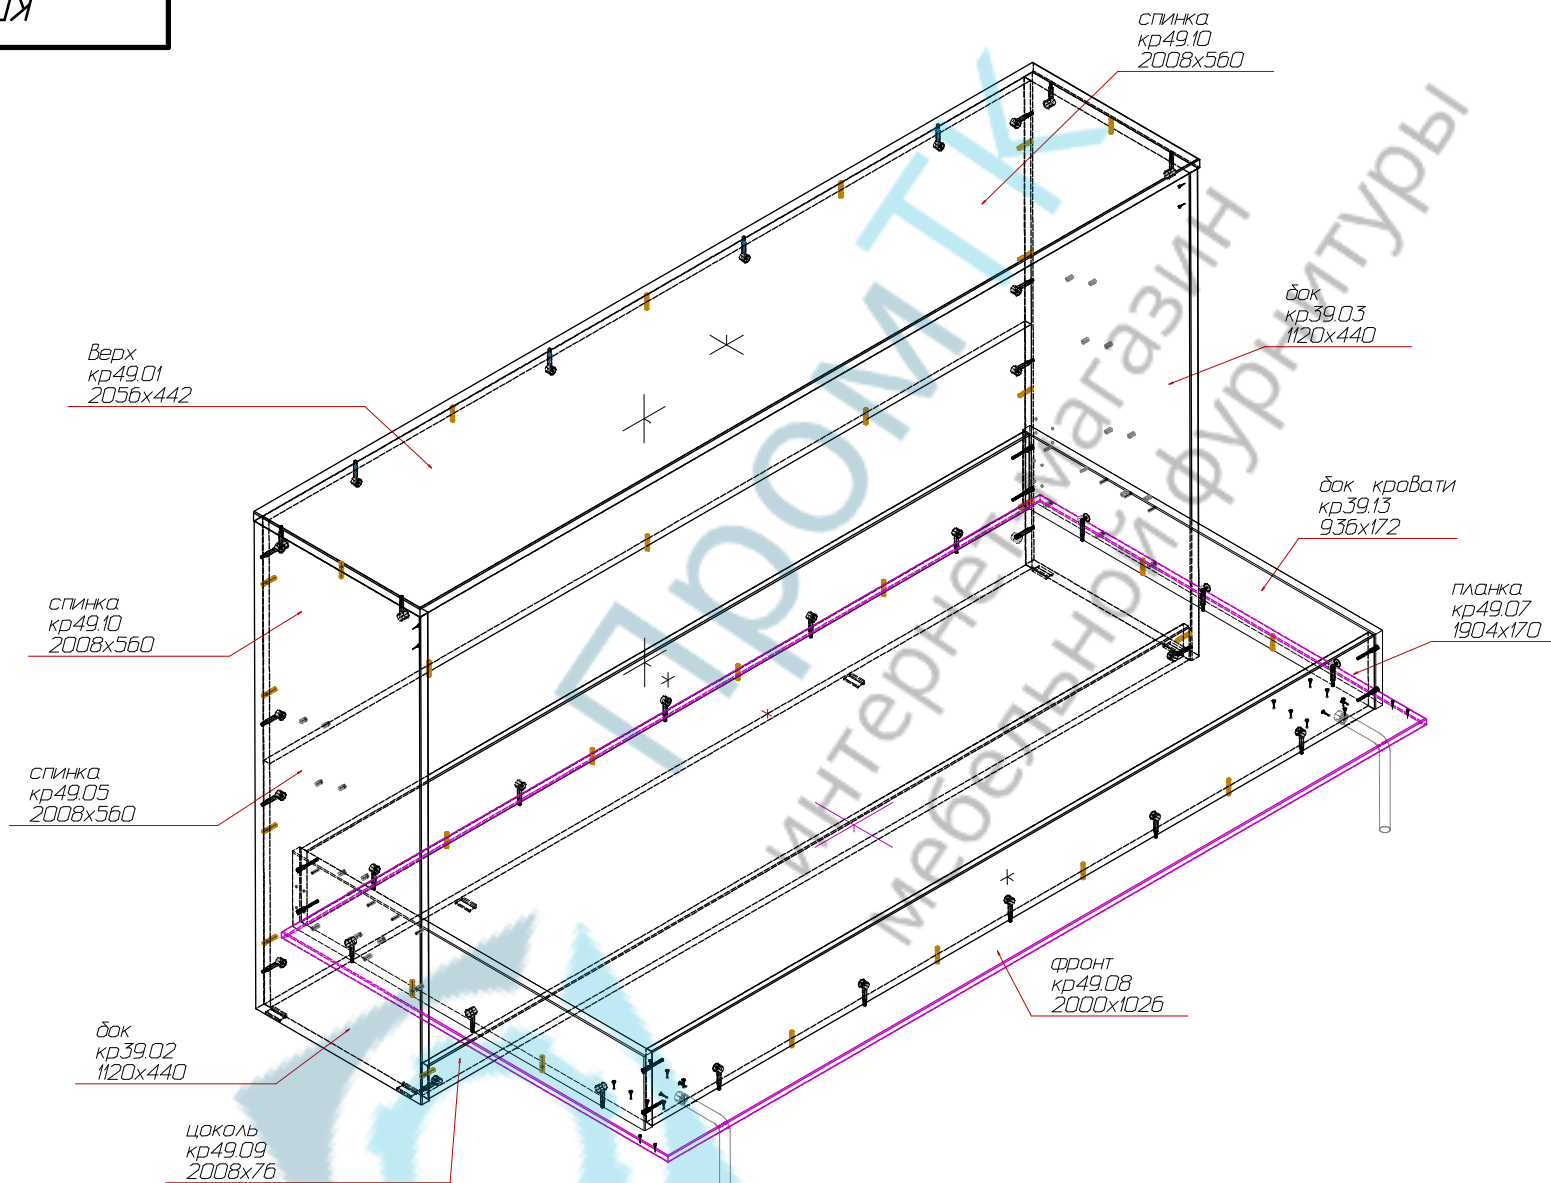 спинка
кр49.10
2008х560
бок
кр39.03
1120х440
Верх
кр49.01
2056х442
бок кровати
кр39.13
936х172
планка
кр49.07
1904х170
спинка
кр49.10
2008х560
спинка
кр49.05
2008х560
фронт
кр49.08
2000х1026
бок
кр39.02
1120х440
цоколь
кр49.09
2008х76
ПромТК
интернет-магазин
мебельной фурнитуры